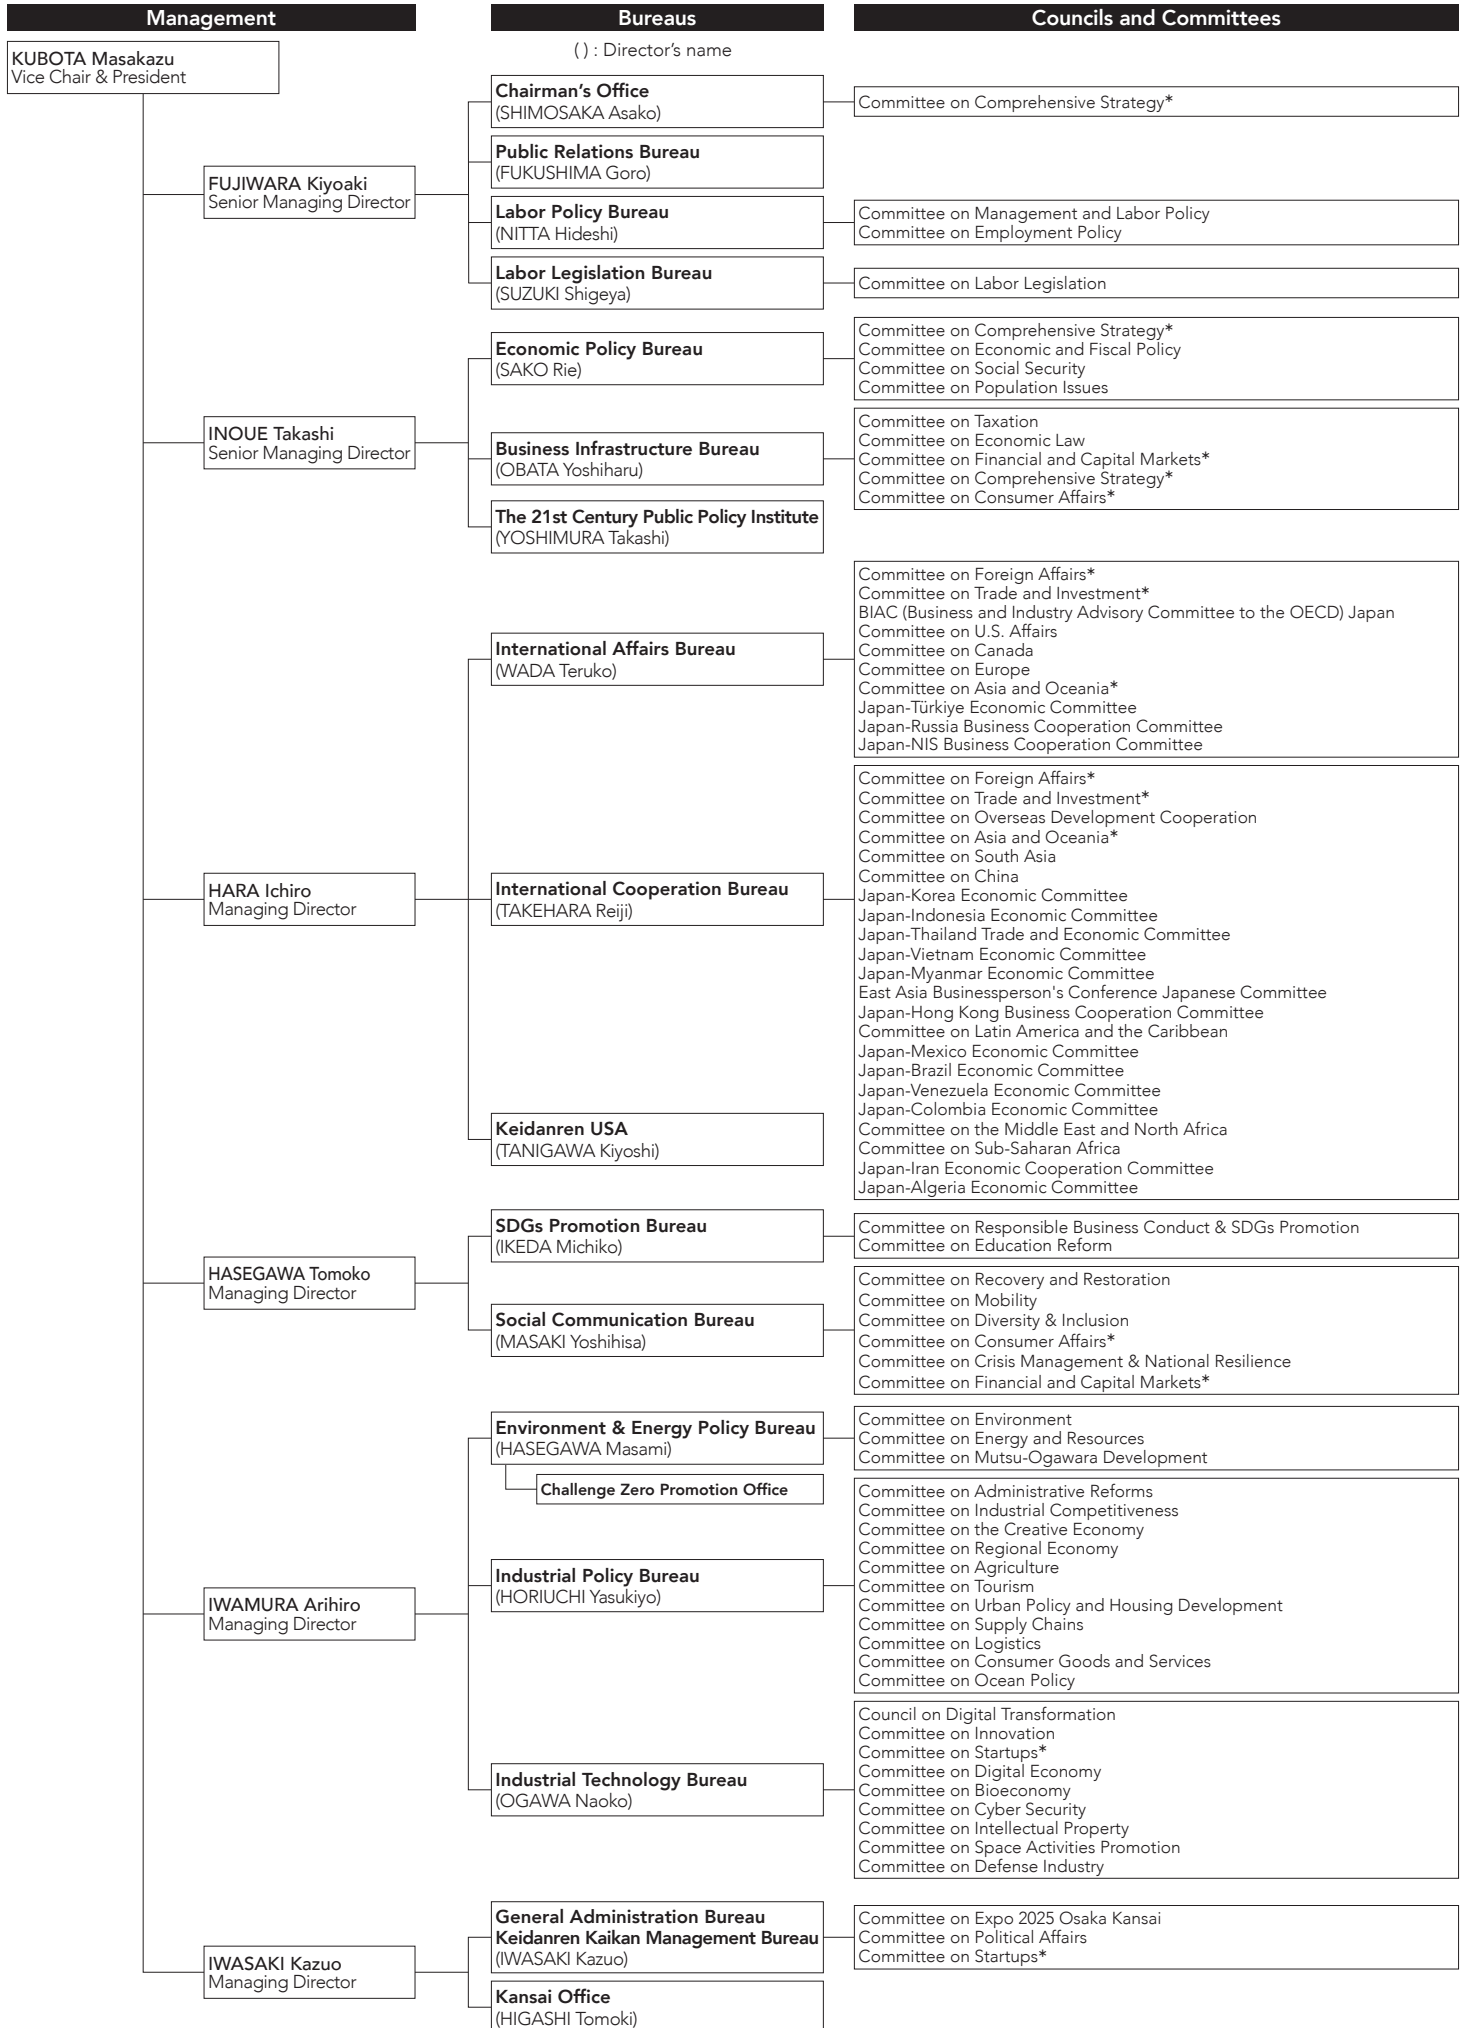 Management
Bureaus
Councils and Committees
KUBOTA Masakazu
Vice Chair & President
( ) : Director’s name
FUJIWARA Kiyoaki
Senior Managing Director
Chairman’s Office
(SHIMOSAKA Asako)
Committee on Comprehensive Strategy*
Public Relations Bureau
(FUKUSHIMA Goro)
Labor Policy Bureau
(NITTA Hideshi)
Committee on Management and Labor Policy
Committee on Employment Policy
Labor Legislation Bureau
(SUZUKI Shigeya)
Committee on Labor Legislation
INOUE Takashi
Senior Managing Director
Economic Policy Bureau
(SAKO Rie)
Committee on Comprehensive Strategy*
Committee on Economic and Fiscal Policy
Committee on Social Security
Committee on Population Issues
Business Infrastructure Bureau
(OBATA Yoshiharu)
Committee on Taxation
Committee on Economic Law
Committee on Financial and Capital Markets*
Committee on Comprehensive Strategy*
Committee on Consumer Affairs*
The 21st Century Public Policy Institute
(YOSHIMURA Takashi)
HARA Ichiro
Managing Director
International Affairs Bureau
(WADA Teruko)
Committee on Foreign Affairs*
Committee on Trade and Investment*
BIAC (Business and Industry Advisory Committee to the OECD) Japan
Committee on U.S. Affairs
Committee on Canada
Committee on Europe
Committee on Asia and Oceania*
Japan-Türkiye Economic Committee
Japan-Russia Business Cooperation Committee
Japan-NIS Business Cooperation Committee
International Cooperation Bureau
(TAKEHARA Reiji)
Committee on Foreign Affairs*
Committee on Trade and Investment*
Committee on Overseas Development Cooperation
Committee on Asia and Oceania*
Committee on South Asia
Committee on China
Japan-Korea Economic Committee
Japan-Indonesia Economic Committee
Japan-Thailand Trade and Economic Committee
Japan-Vietnam Economic Committee
Japan-Myanmar Economic Committee
East Asia Businessperson's Conference Japanese Committee
Japan-Hong Kong Business Cooperation Committee
Committee on Latin America and the Caribbean
Japan-Mexico Economic Committee
Japan-Brazil Economic Committee
Japan-Venezuela Economic Committee
Japan-Colombia Economic Committee
Committee on the Middle East and North Africa
Committee on Sub-Saharan Africa
Japan-Iran Economic Cooperation Committee
Japan-Algeria Economic Committee
Keidanren USA
(TANIGAWA Kiyoshi)
HASEGAWA Tomoko
Managing Director
SDGs Promotion Bureau
(IKEDA Michiko)
Committee on Responsible Business Conduct & SDGs Promotion
Committee on Education Reform
Social Communication Bureau
(MASAKI Yoshihisa)
Committee on Recovery and Restoration
Committee on Mobility
Committee on Diversity & Inclusion
Committee on Consumer Affairs*
Committee on Crisis Management & National Resilience
Committee on Financial and Capital Markets*
IWAMURA Arihiro
Managing Director
Environment & Energy Policy Bureau
(HASEGAWA Masami)
Challenge Zero Promotion Office
Committee on Environment
Committee on Energy and Resources
Committee on Mutsu-Ogawara Development
Industrial Policy Bureau
(HORIUCHI Yasukiyo)
Committee on Administrative Reforms
Committee on Industrial Competitiveness
Committee on the Creative Economy
Committee on Regional Economy
Committee on Agriculture
Committee on Tourism
Committee on Urban Policy and Housing Development
Committee on Supply Chains
Committee on Logistics
Committee on Consumer Goods and Services
Committee on Ocean Policy
Industrial Technology Bureau
(OGAWA Naoko)
Council on Digital Transformation
Committee on Innovation
Committee on Startups*
Committee on Digital Economy
Committee on Bioeconomy
Committee on Cyber Security
Committee on Intellectual Property
Committee on Space Activities Promotion
Committee on Defense Industry
IWASAKI Kazuo
Managing Director
General Administration Bureau
Keidanren Kaikan Management Bureau
(IWASAKI Kazuo)
Committee on Expo 2025 Osaka Kansai
Committee on Political Affairs
Committee on Startups*
Kansai Office
(HIGASHI Tomoki)